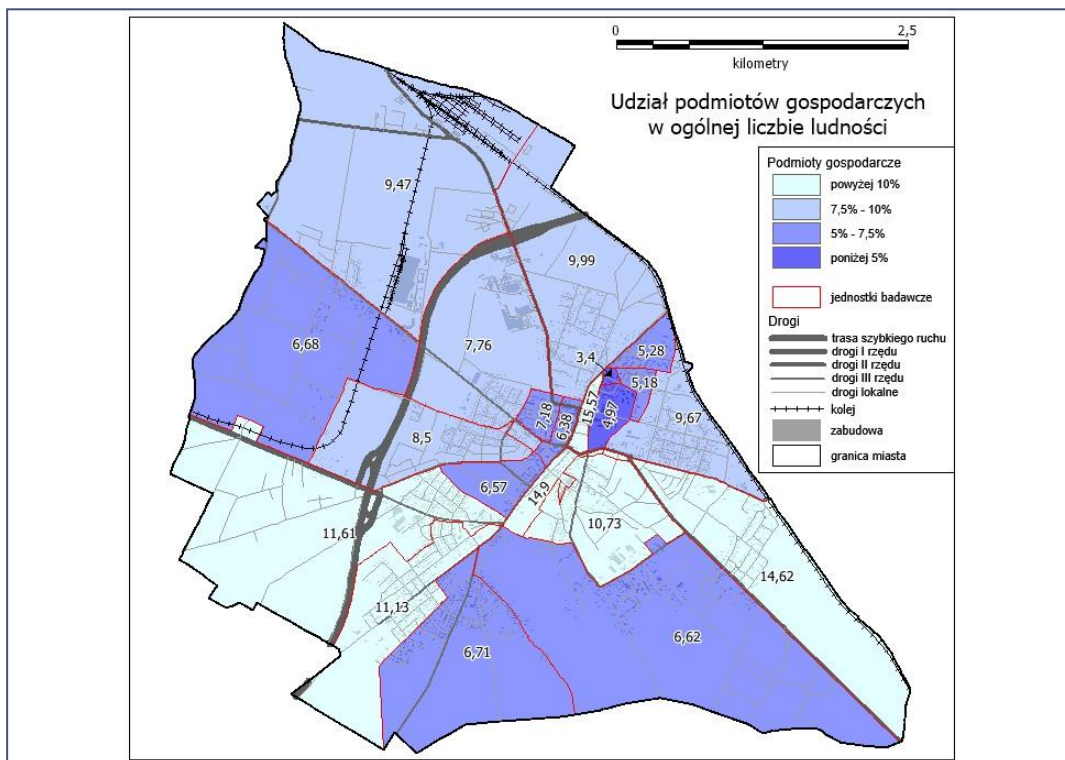 0 2,5
kilometry
Udział podmiotów gospodarczych
w ogólnej liczbie ludności
Podmioty gospodarcze
powyżej 10%
7,5% - 10%
5% - 7,5%
poniżej 5%
jednostki badawcze
Drogi
trasa szybkiego ruchu
drogi I rzędu
drogi II rzędu
drogi III rzędu
drogi lokalne
kolej
zabudowa
granica miasta
9,47
9,99
6,68
7,76
3,4
5,28
5,18
7,18
6,38
15,57
4,97
9,67
8,5
6,57
14,9
10,73
11,61
14,62
11,13
6,71
6,62